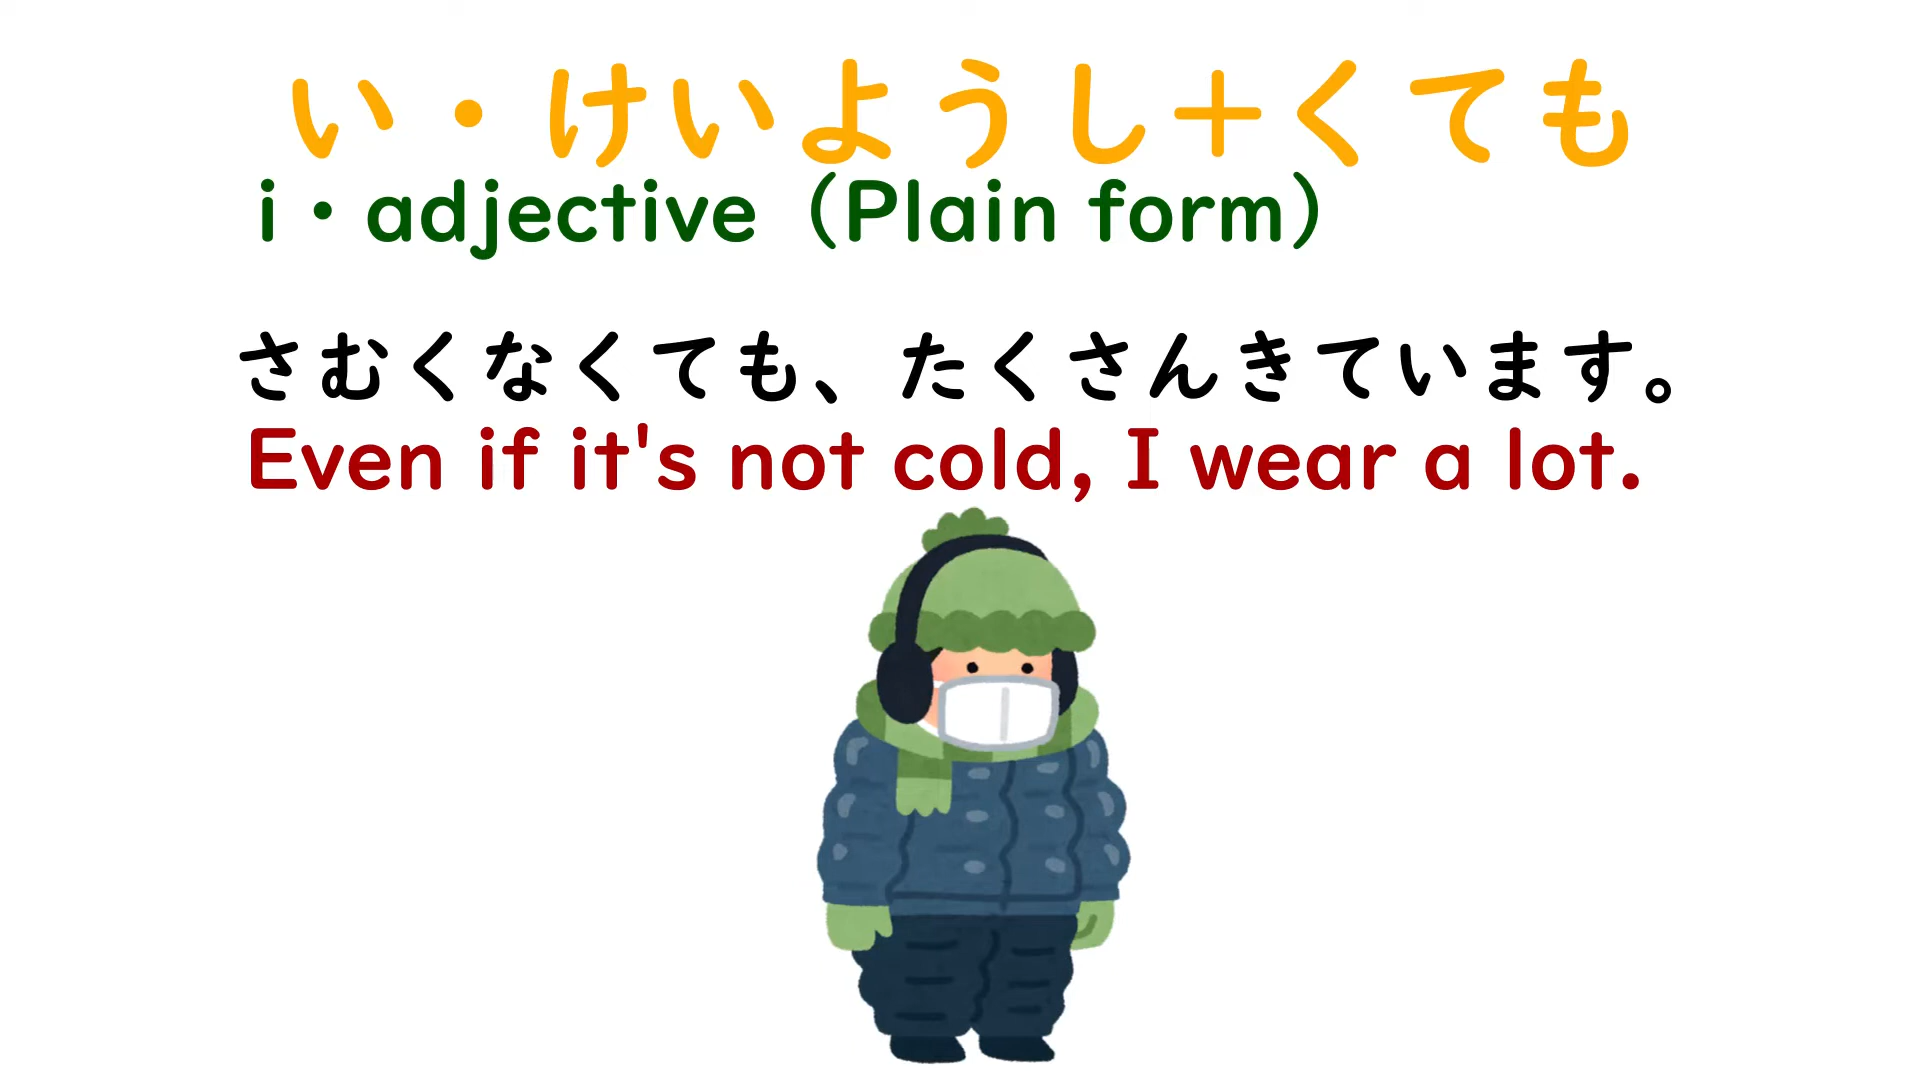 い・けいようし＋くても
i・adjective（Plain form）
さむくなくても、たくさんきています。
Even if it's not cold, I wear a lot.